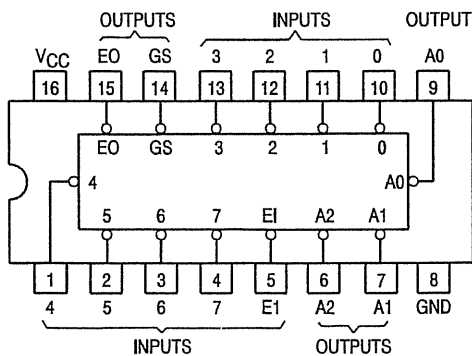 OUTPUTS INPUTS OUTPUT
VCC EO GS 3 2 1 0 A0
16 15 14 13 12 11 10 9
EO GS 3 2 1 0
4 A0
5 6 7 EI A2 A1
1 2 3 4 5 6 7 8
4 5 6 7 E1 A2 A1 GND
INPUTS OUTPUTS